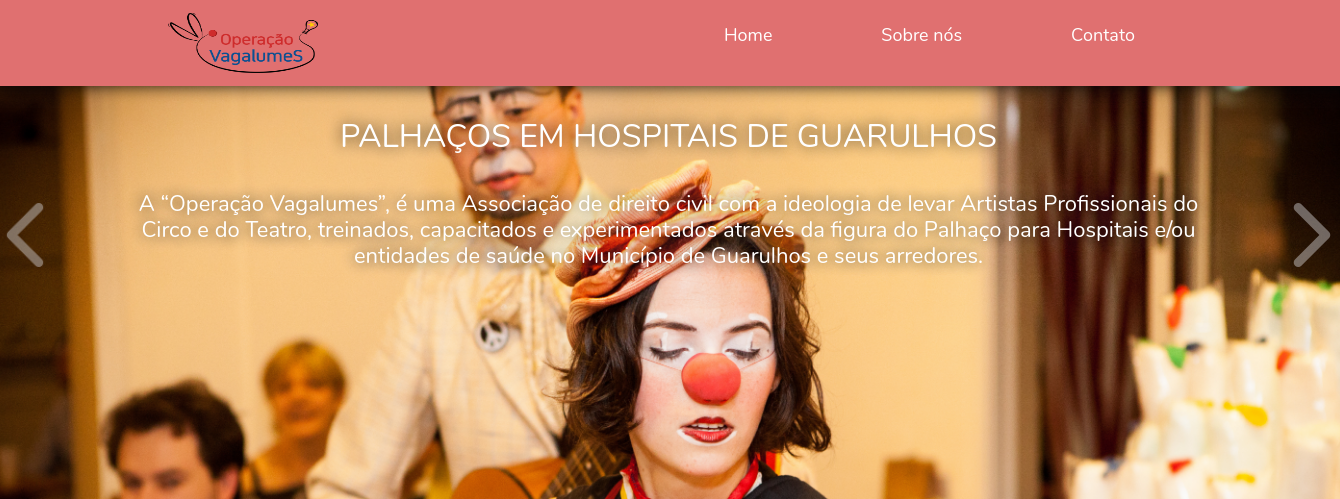 Operação
VagalumeS
Home
Sobre nós
Contato
PALHAÇOS EM HOSPITAIS DE GUARULHOS
A “Operação Vagalumes”, é uma Associação de direito civil com a ideologia de levar Artistas Profissionais do
Circo e do Teatro, treinados, capacitados e experimentados através da figura do Palhaço para Hospitais e/ou
entidades de saúde no Município de Guarulhos e seus arredores.